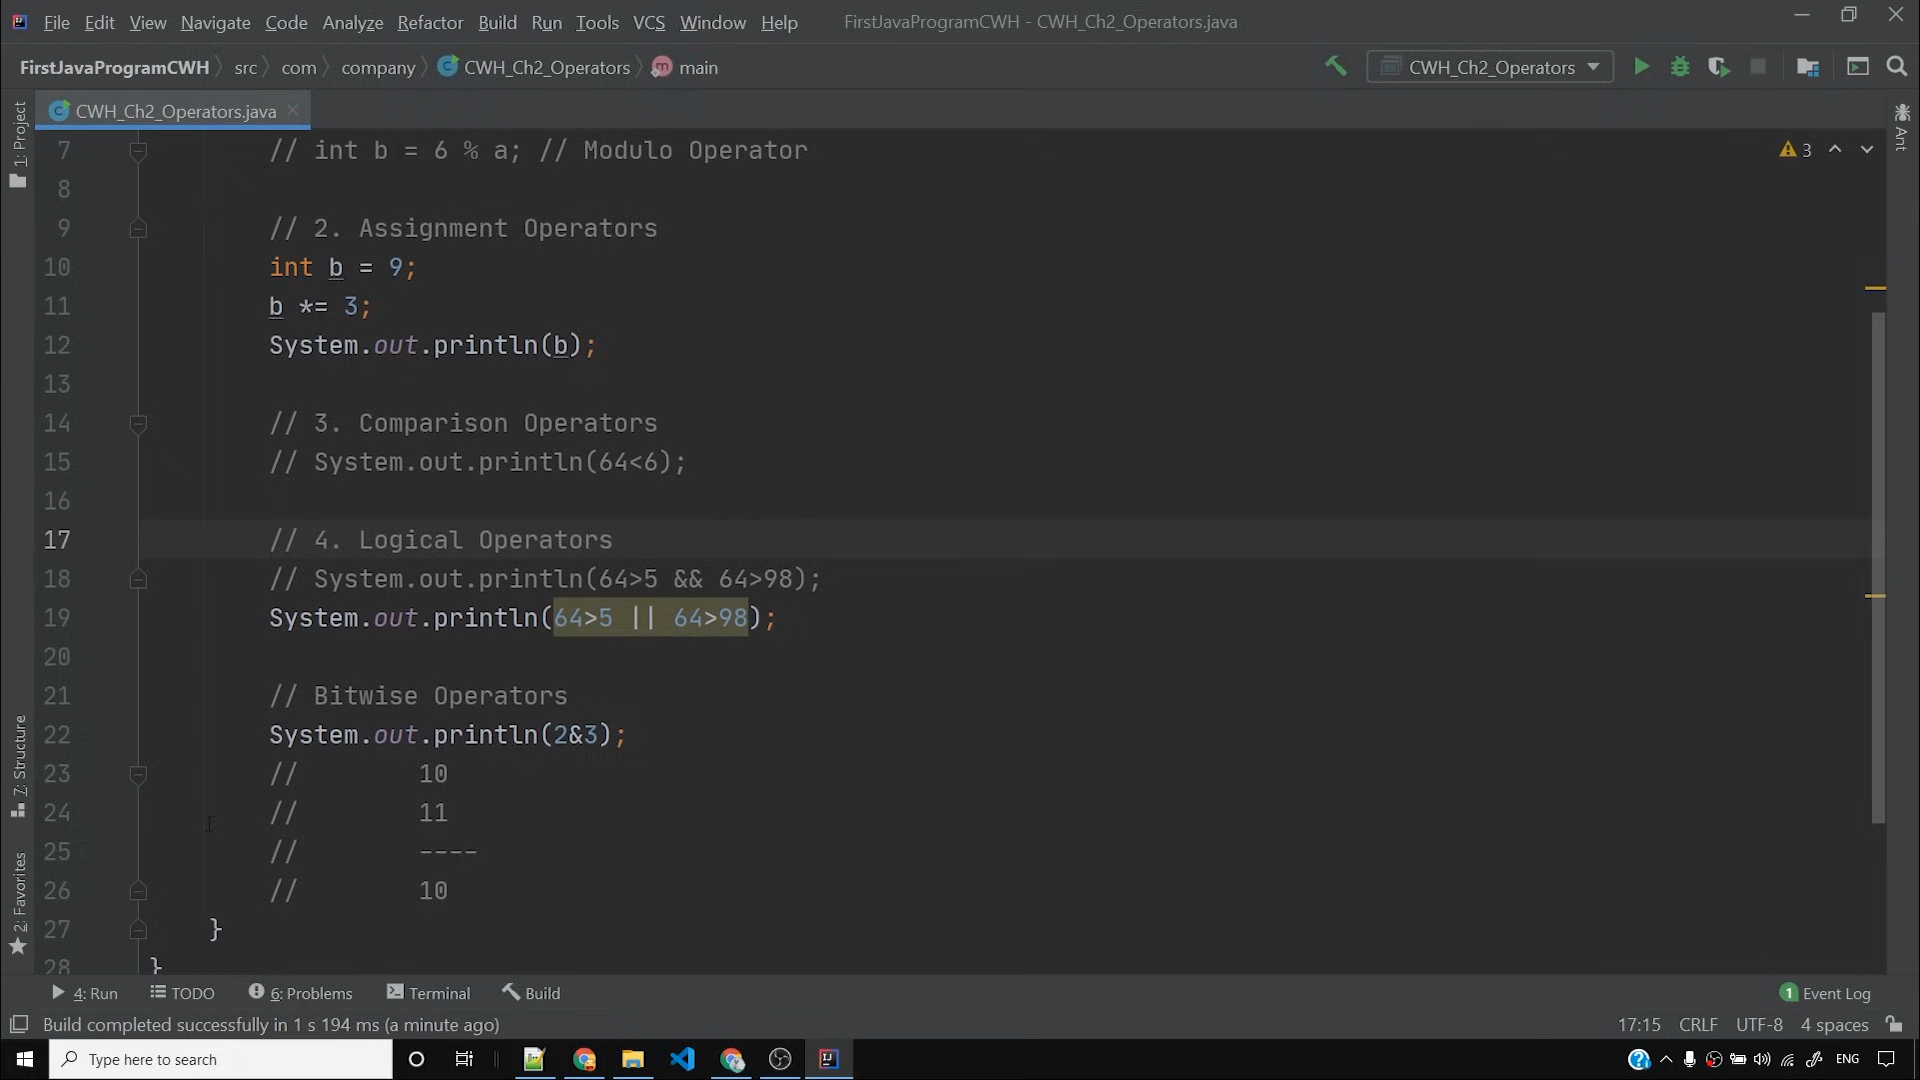 File Edit View Navigate Code Analyze Refactor Build Run Tools VCS Window Help FirstJavaProgramCWH - CWH_Ch2_Operators.java
FirstJavaProgramCWH src com company CWH_Ch2_Operators main CWH_Ch2_Operators
CWH_Ch2_Operators.java
1: Project
Ant
7 // int b = 6 % a; // Modulo Operator
3
8
9 // 2. Assignment Operators
10 int b = 9;
11 b *= 3;
12 System.out.println(b);
13
14 // 3. Comparison Operators
15 // System.out.println(64<6);
16
17 // 4. Logical Operators
18 // System.out.println(64>5 && 64>98);
19 System.out.println(64>5 || 64>98);
20
21 // Bitwise Operators
22 System.out.println(2&3);
23 // 10
24 // 11
25 // ----
26 // 10
27 }
28 }
7: Structure
2: Favorites
4: Run TODO 6: Problems Terminal Build 1 Event Log
Build completed successfully in 1 s 194 ms (a minute ago) 17:15 CRLF UTF-8 4 spaces
Type here to search ENG